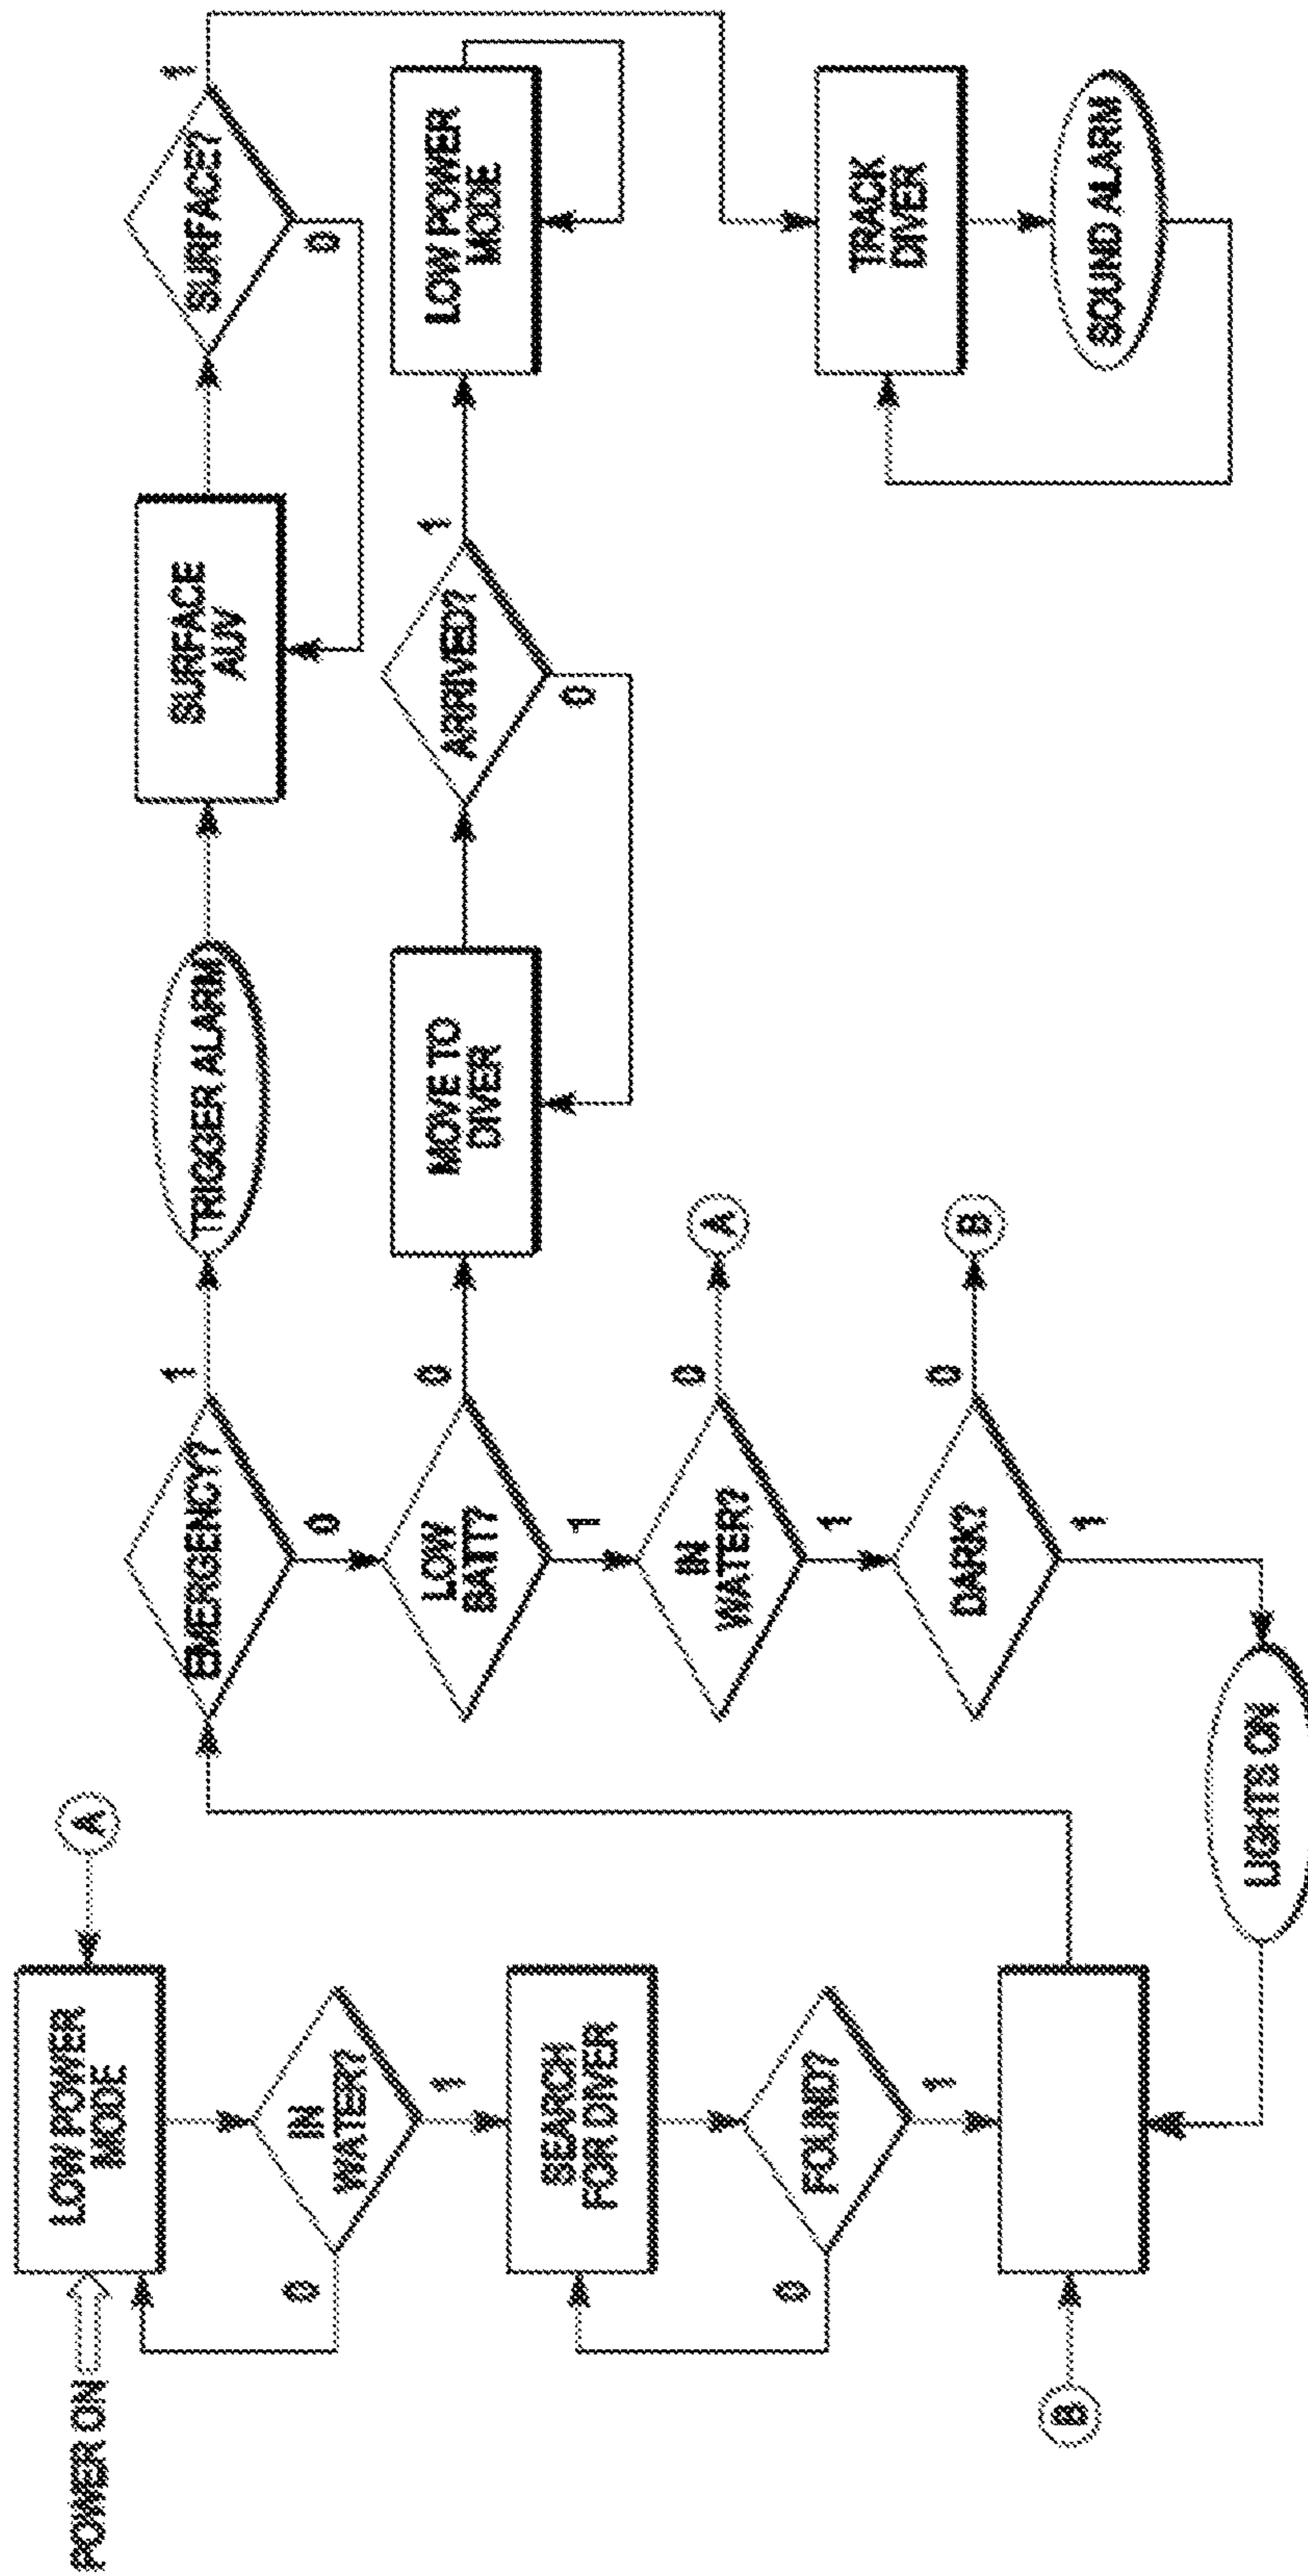 POWER ON
LOW POWER
MODE
A
IN
WATER?
0
1
SEARCH
FOR DIVER
FOUND?
0
1
B
EMERGENCY?
1
0
LOW
BATT?
0
1
IN
WATER?
0
A
1
DARK?
0
B
1
LIGHTS ON
TRIGGER ALARM
SURFACE
AUV
SURFACE?
1
0
MOVE TO
DIVER
ARRIVED?
1
0
LOW POWER
MODE
TRACK
DIVER
SOUND ALARM